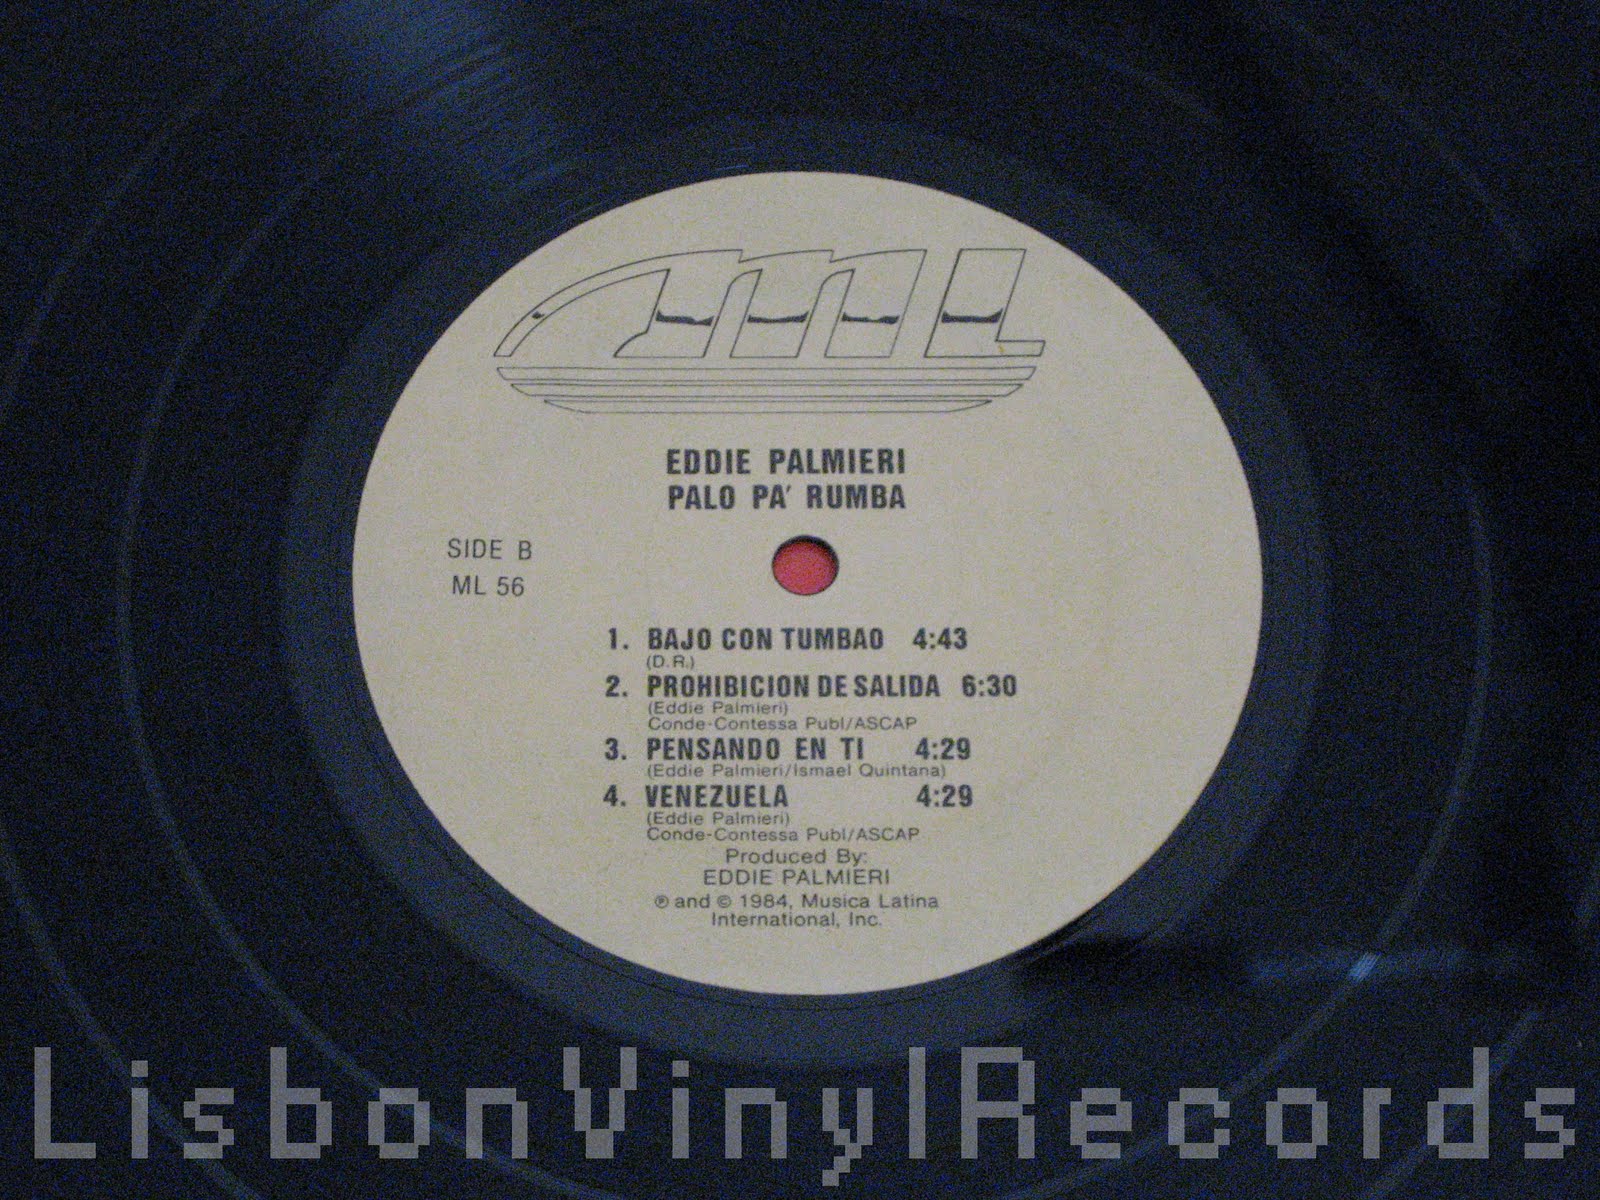 ML
EDDIE PALMIERI
PALO PA' RUMBA
SIDE B
ML 56
1. BAJO CON TUMBAO 4:43
(D.R.)
2. PROHIBICION DE SALIDA 6:30
(Eddie Palmieri)
Conde-Contessa Publ/ASCAP
3. PENSANDO EN TI 4:29
(Eddie Palmieri/Ismael Quintana)
4. VENEZUELA 4:29
(Eddie Palmieri)
Conde-Contessa Publ/ASCAP
Produced By:
EDDIE PALMIERI
℗ and © 1984, Musica Latina
International, Inc.
LisbonVinylRecords